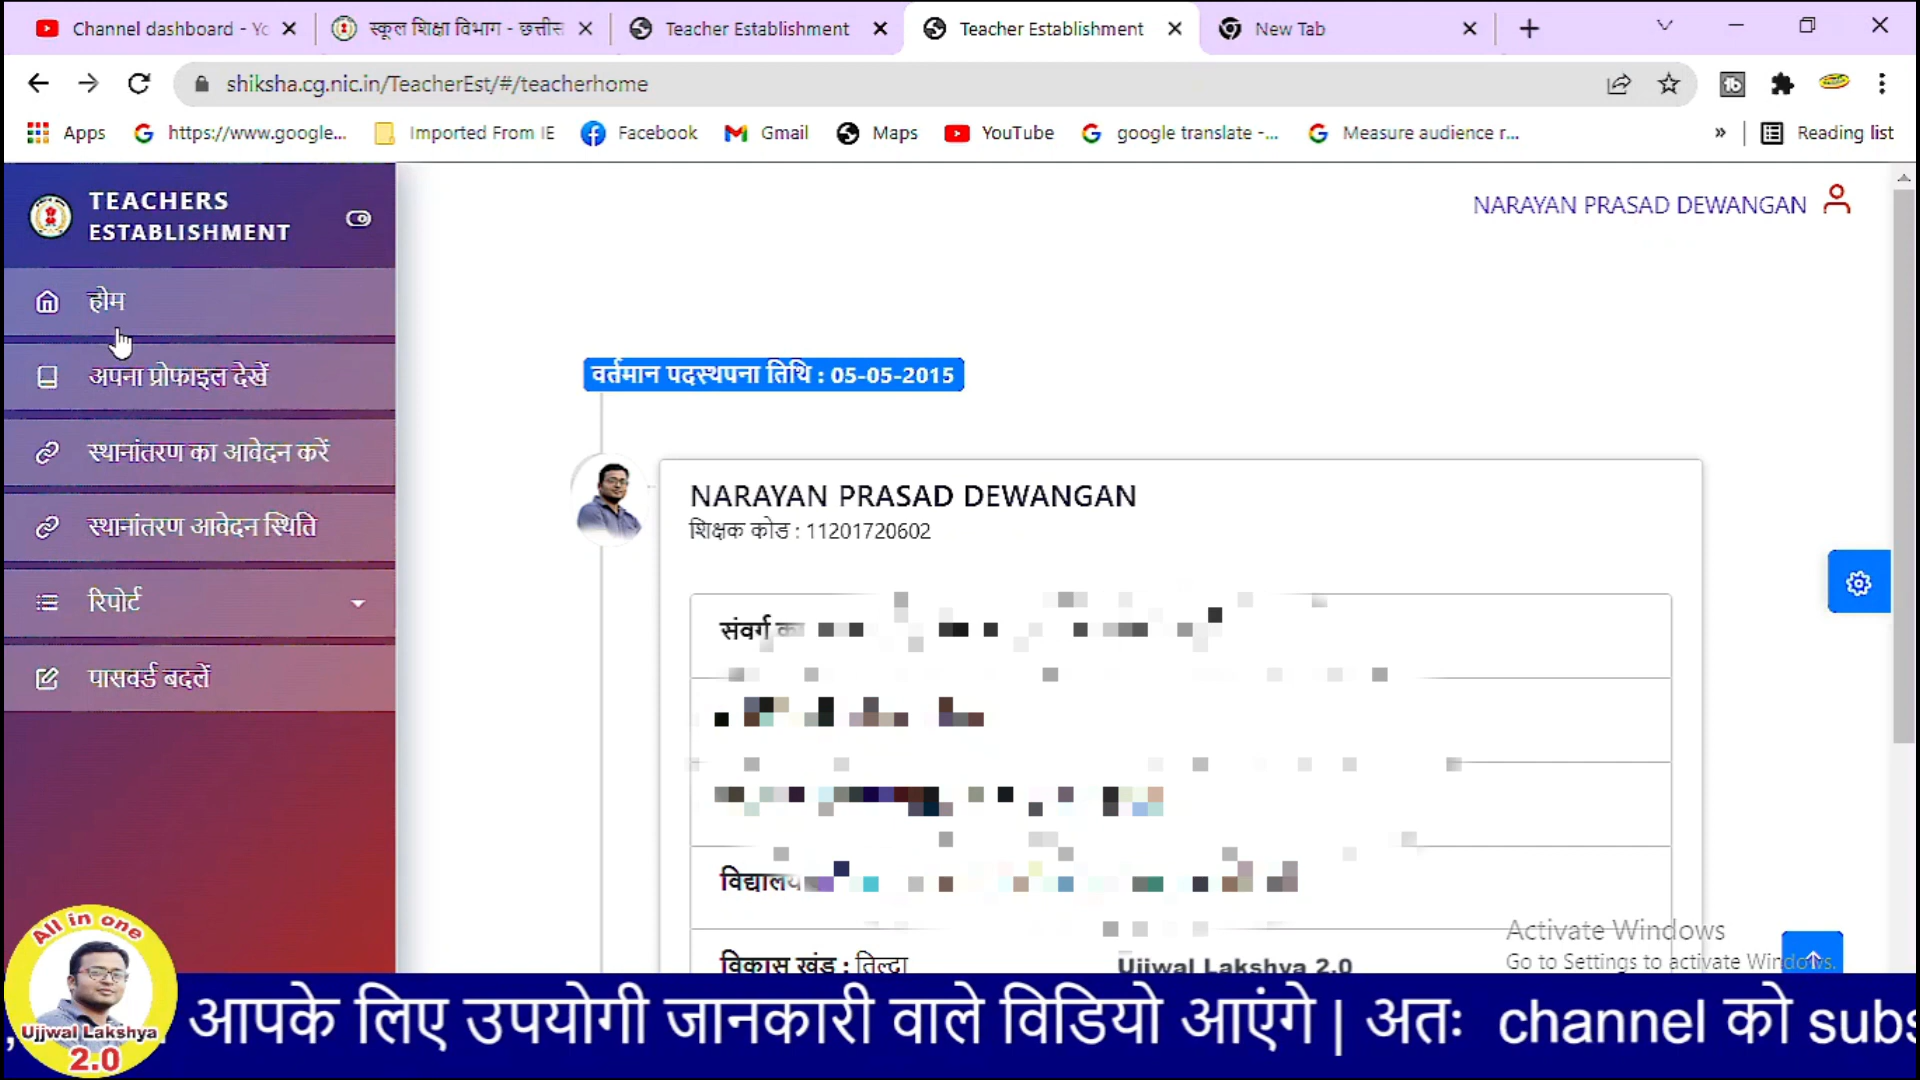 Channel dashboard - Yo
स्कूल शिक्षा विभाग - छत्तीस
Teacher Establishment
Teacher Establishment
New Tab
shiksha.cg.nic.in/TeacherEst/#/teacherhome
Apps
https://www.google...
Imported From IE
Facebook
Gmail
Maps
YouTube
google translate -...
Measure audience r...
»
Reading list
TEACHERS
ESTABLISHMENT
NARAYAN PRASAD DEWANGAN
होम
अपना प्रोफाइल देखें
स्थानांतरण का आवेदन करें
स्थानांतरण आवेदन स्थिति
रिपोर्ट
पासवर्ड बदलें
वर्तमान पदस्थपना तिथि : 05-05-2015
NARAYAN PRASAD DEWANGAN
शिक्षक कोड : 11201720602
संवर्ग
विद्यालय
विकास खंड : तिल्दा
Ujjwal Lakshya 2.0
Activate Windows
Go to Settings to activate Windows.
All in one
Ujjwal Lakshya
2.0
आपके लिए उपयोगी जानकारी वाले विडियो आएंगे | अतः channel को subs